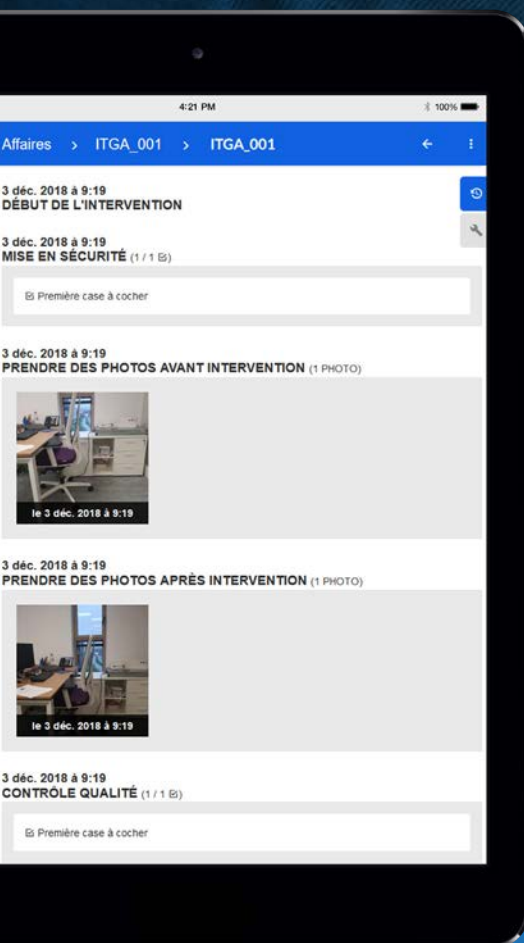 4:21 PM 100%
Affaires > ITGA_001 > ITGA_001
3 déc. 2018 à 9:19
DÉBUT DE L'INTERVENTION
3 déc. 2018 à 9:19
MISE EN SÉCURITÉ (1 / 1)
Première case à cocher
3 déc. 2018 à 9:19
PRENDRE DES PHOTOS AVANT INTERVENTION (1 PHOTO)
le 3 déc. 2018 à 9:19
3 déc. 2018 à 9:19
PRENDRE DES PHOTOS APRÈS INTERVENTION (1 PHOTO)
le 3 déc. 2018 à 9:19
3 déc. 2018 à 9:19
CONTRÔLE QUALITÉ (1 / 1)
Première case à cocher